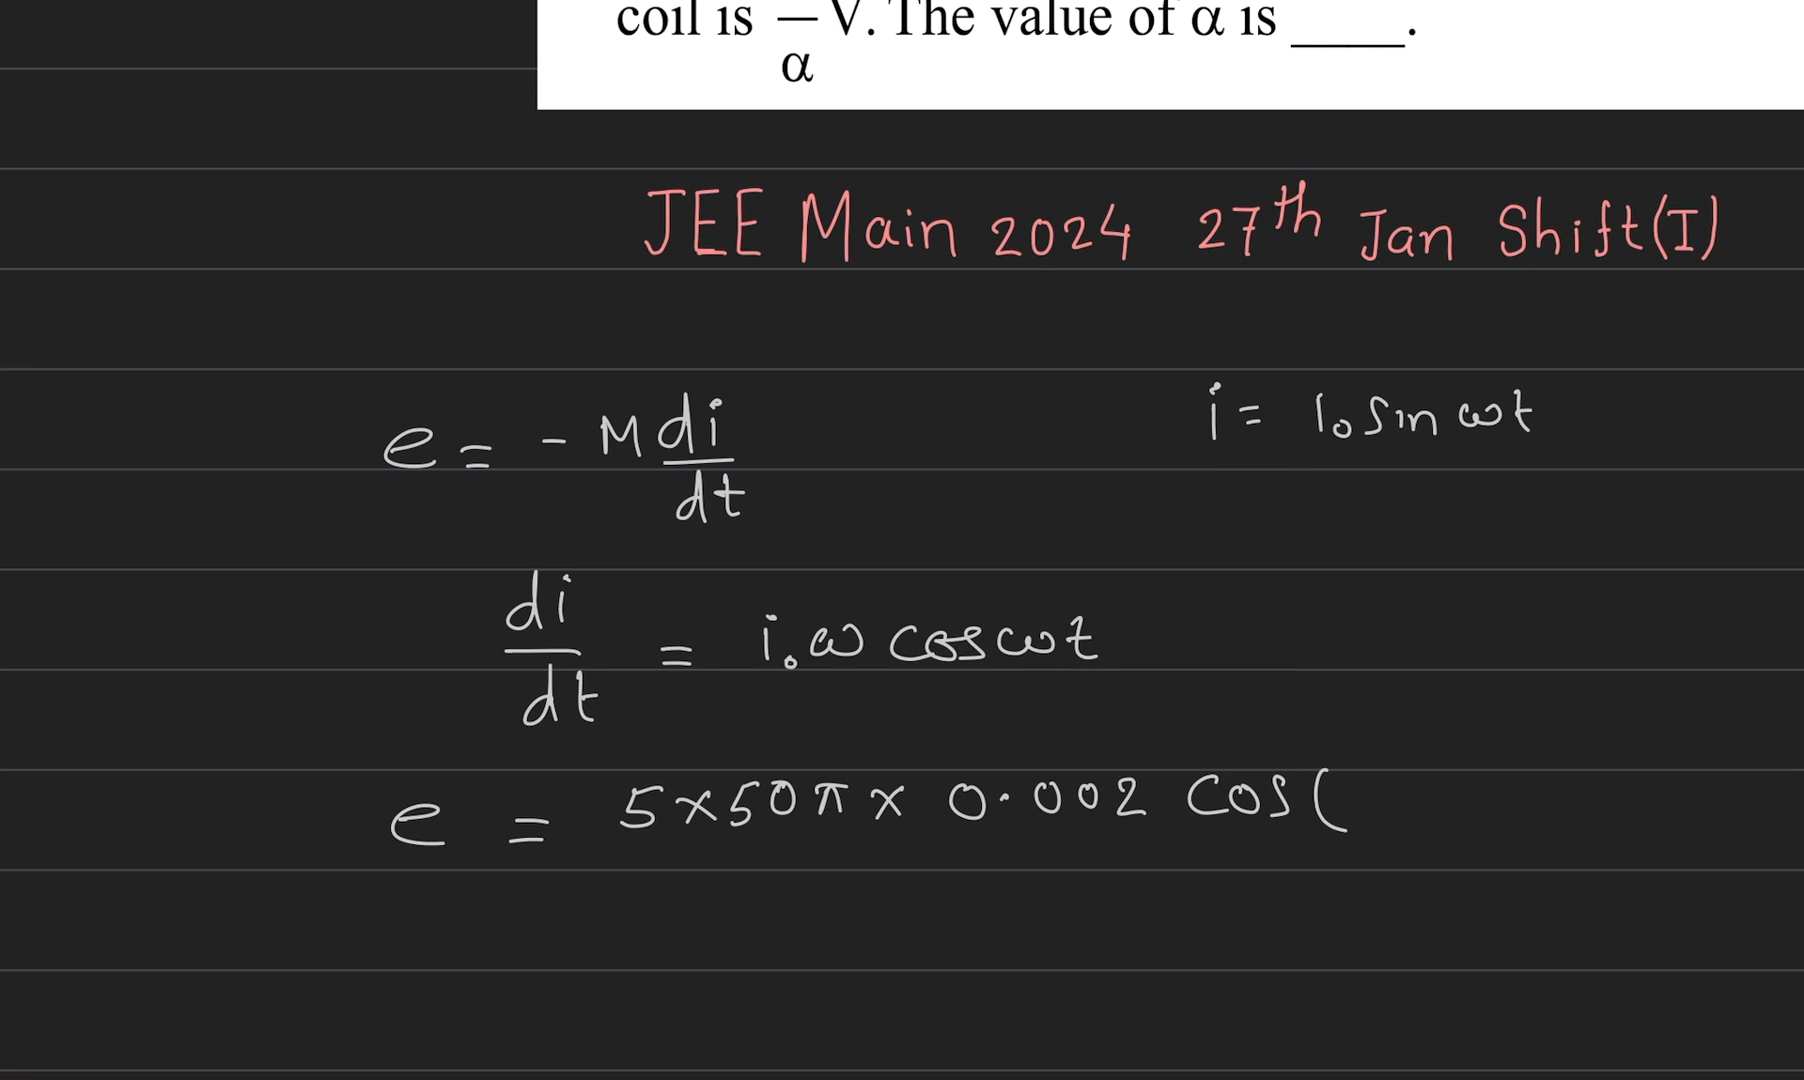 coil is —V. The value of α is ____.
α
JEE Main 2024 27th Jan Shift(I)
e = - M di/dt
i = i₀ sin ωt
di/dt = i₀ ω cos ωt
e = 5×50π× 0.002 cos(